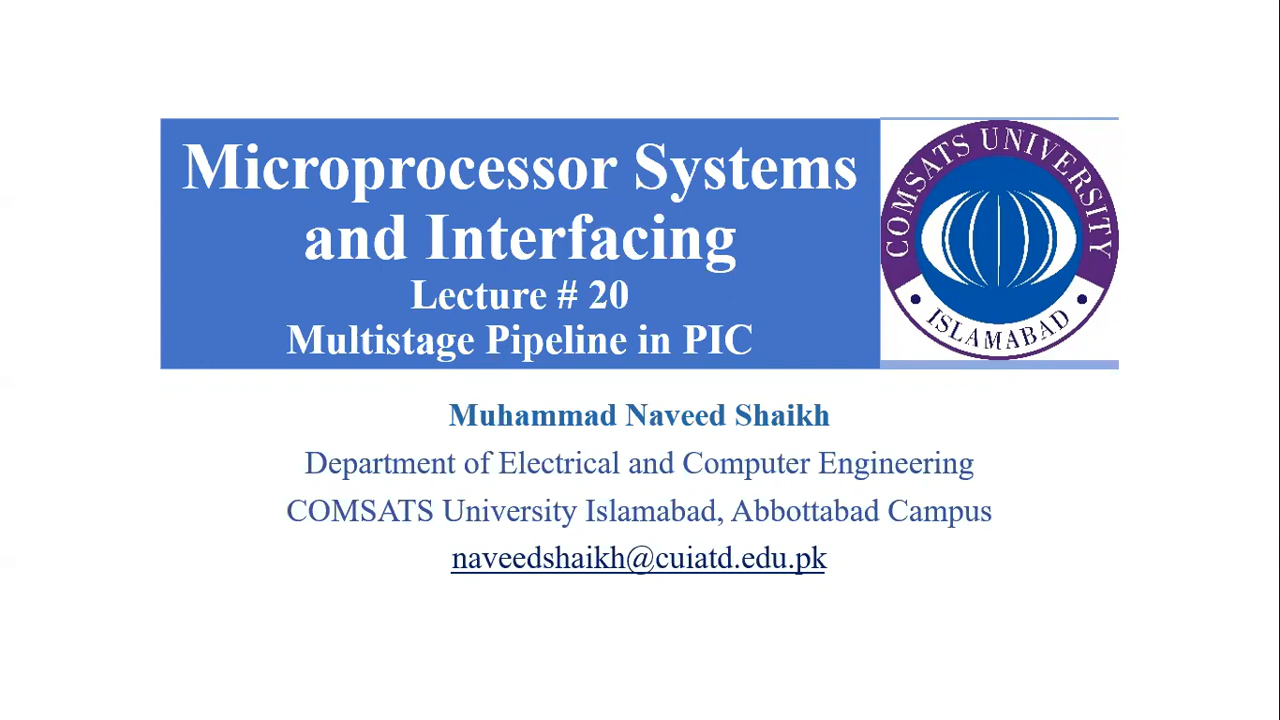 Microprocessor Systems
and Interfacing
Lecture # 20
Multistage Pipeline in PIC
COMSATS UNIVERSITY
ISLAMABAD
Muhammad Naveed Shaikh
Department of Electrical and Computer Engineering
COMSATS University Islamabad, Abbottabad Campus
naveedshaikh@cuiatd.edu.pk